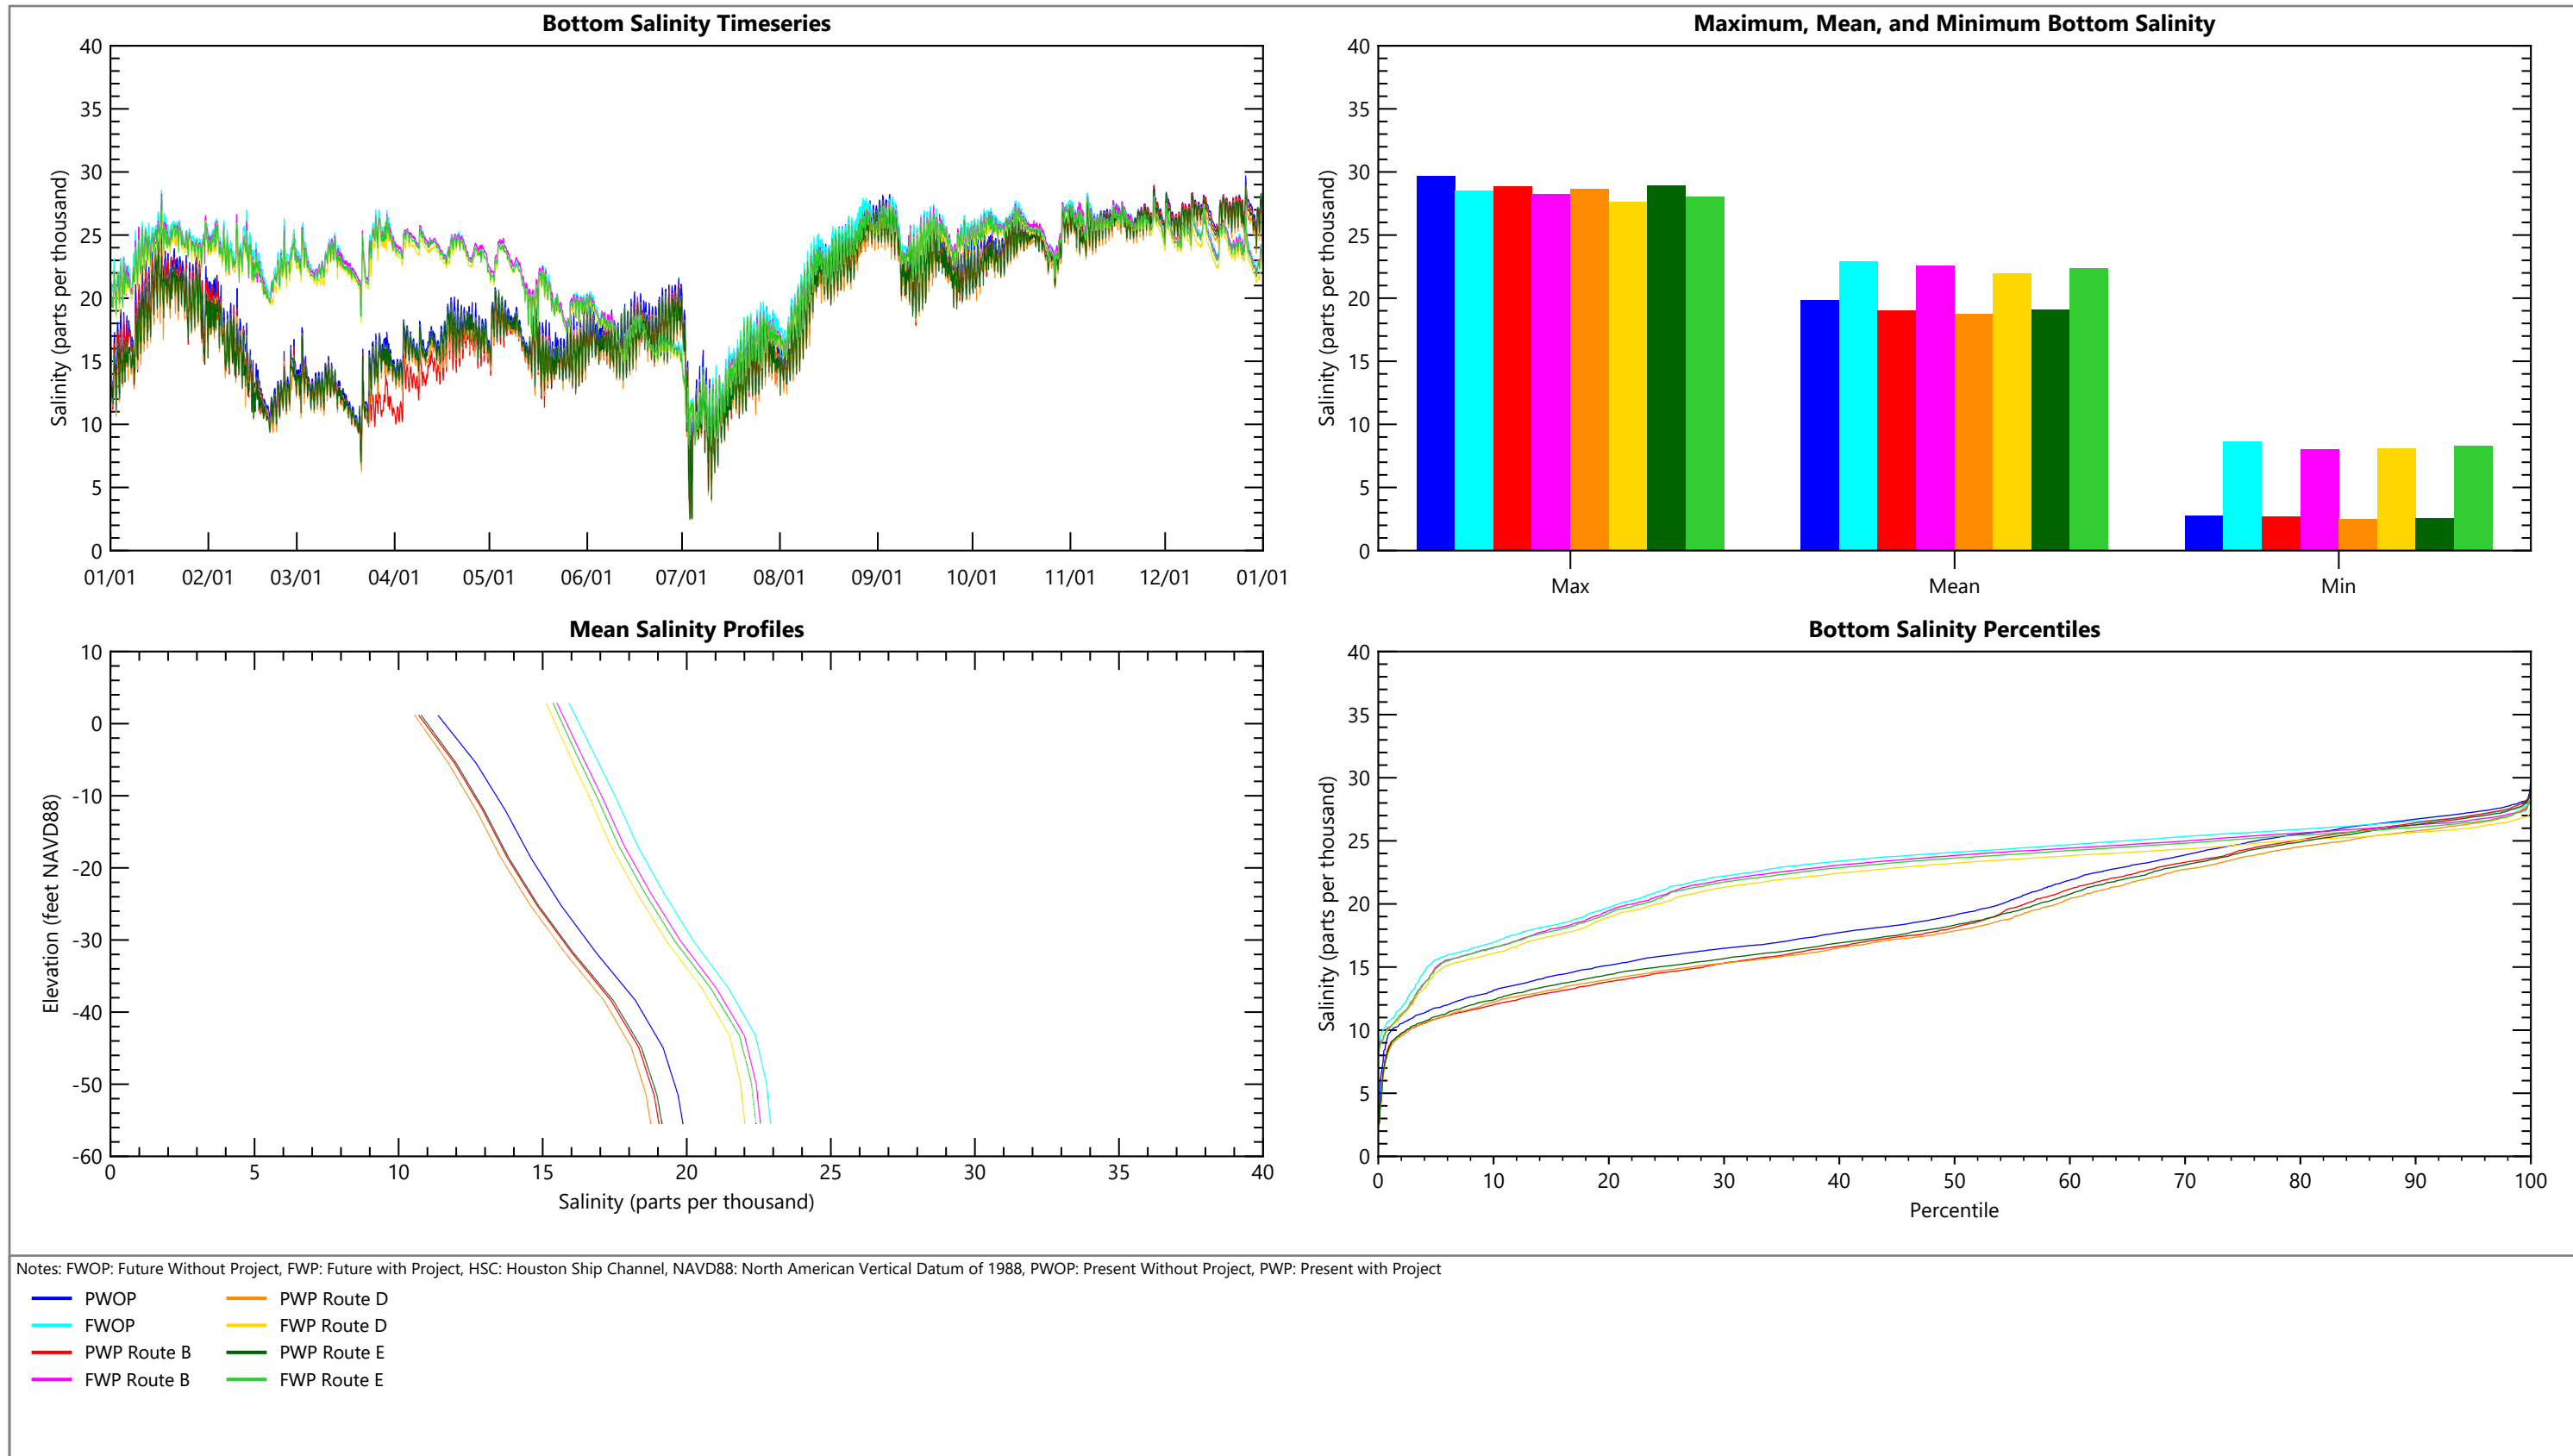 Bottom Salinity Timeseries
Salinity (parts per thousand)
40
35
30
25
20
15
10
5
0
01/01 02/01 03/01 04/01 05/01 06/01 07/01 08/01 09/01 10/01 11/01 12/01 01/01
Maximum, Mean, and Minimum Bottom Salinity
Salinity (parts per thousand)
40
35
30
25
20
15
10
5
0
Max Mean Min
Mean Salinity Profiles
Elevation (feet NAVD88)
10
0
-10
-20
-30
-40
-50
-60
0 5 10 15 20 25 30 35 40
Salinity (parts per thousand)
Bottom Salinity Percentiles
Salinity (parts per thousand)
40
35
30
25
20
15
10
5
0
0 10 20 30 40 50 60 70 80 90 100
Percentile
Notes: FWOP: Future Without Project, FWP: Future with Project, HSC: Houston Ship Channel, NAVD88: North American Vertical Datum of 1988, PWOP: Present Without Project, PWP: Present with Project
PWOP
FWOP
PWP Route B
FWP Route B
PWP Route D
FWP Route D
PWP Route E
FWP Route E